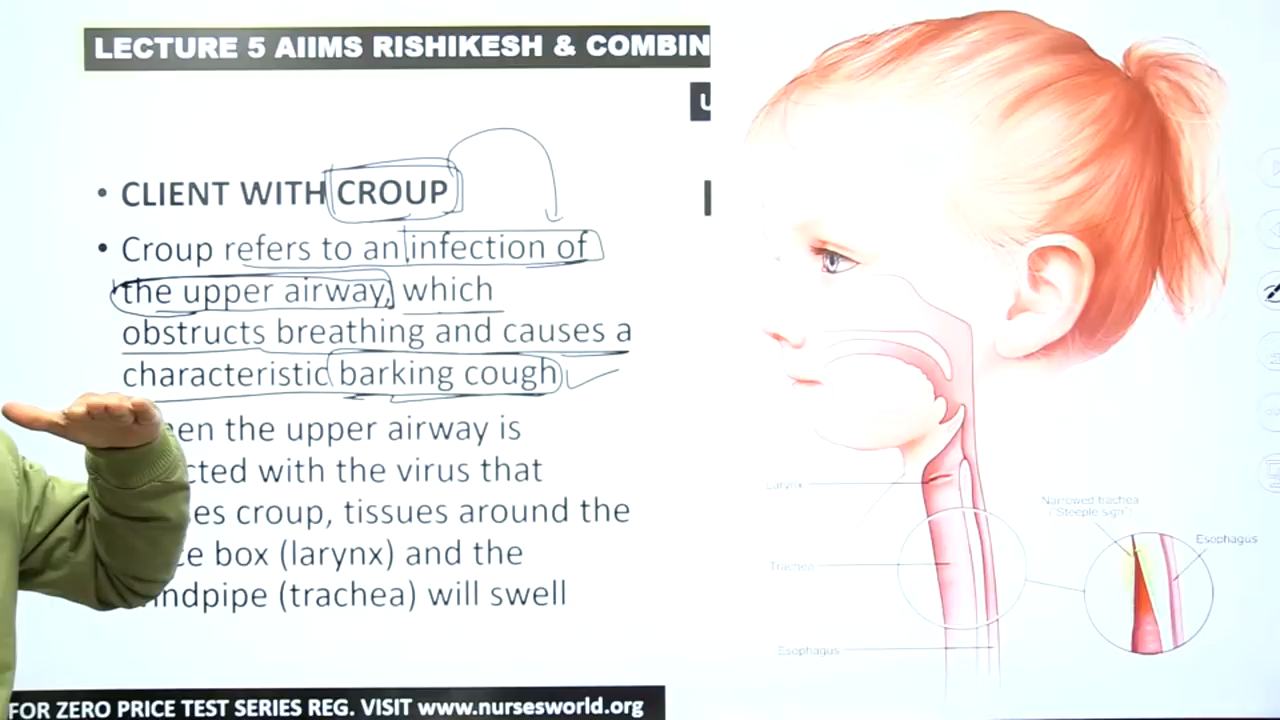 LECTURE 5 AIIMS RISHIKESH & COMBIN
• CLIENT WITH CROUP
• Croup refers to an infection of
the upper airway, which
obstructs breathing and causes a
characteristic barking cough
the upper airway is
with the virus that
croup, tissues around the
box (larynx) and the
(trachea) will swell
Larynx
Trachea
Esophagus
Narrowed trachea
("Steeple sign")
Esophagus
FOR ZERO PRICE TEST SERIES REG. VISIT www.nursesworld.org